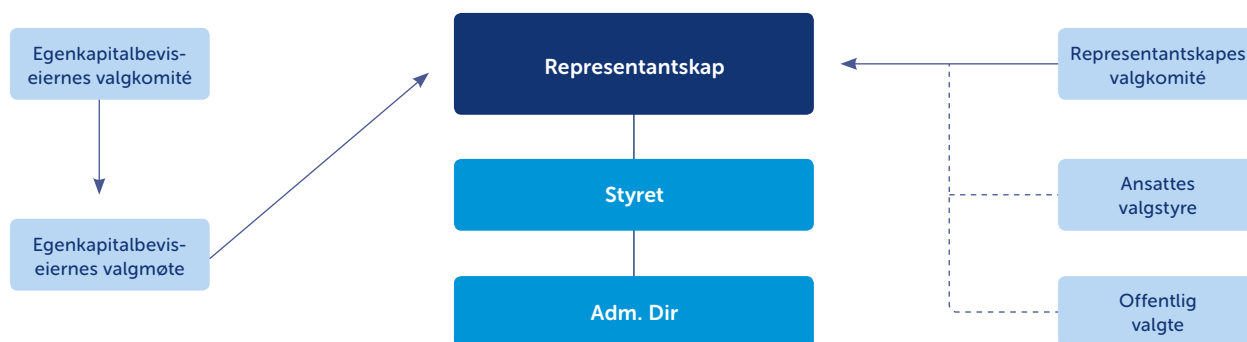 Egenkapitalbevis-
eiernes valgkomité
Egenkapitalbevis-
eiernes valgmøte
Representantskap
Styret
Adm. Dir
Representantskapes
valgkomité
Ansattes
valgstyre
Offentlig
valgte